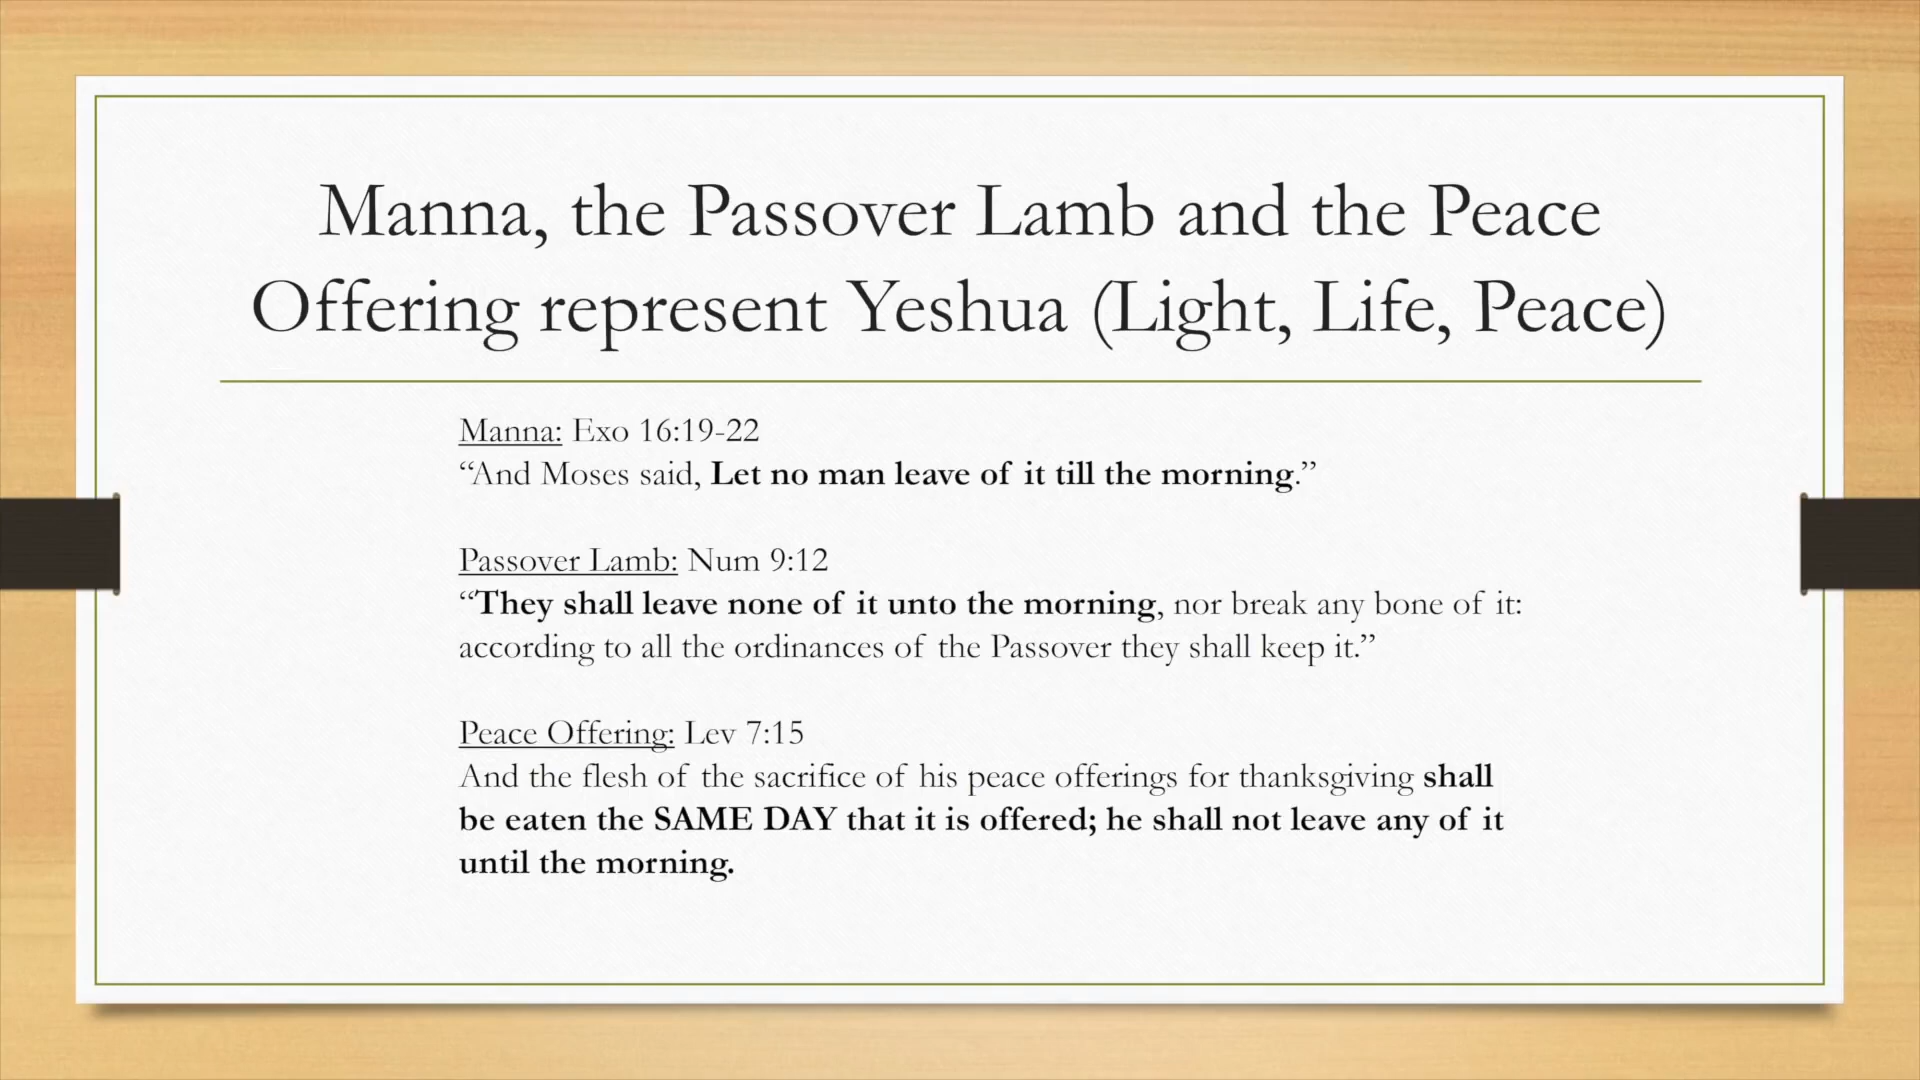 Manna, the Passover Lamb and the Peace
Offering represent Yeshua (Light, Life, Peace)
Manna: Exo 16:19-22
“And Moses said, Let no man leave of it till the morning.”
Passover Lamb: Num 9:12
“They shall leave none of it unto the morning, nor break any bone of it:
according to all the ordinances of the Passover they shall keep it.”
Peace Offering: Lev 7:15
And the flesh of the sacrifice of his peace offerings for thanksgiving shall
be eaten the SAME DAY that it is offered; he shall not leave any of it
until the morning.